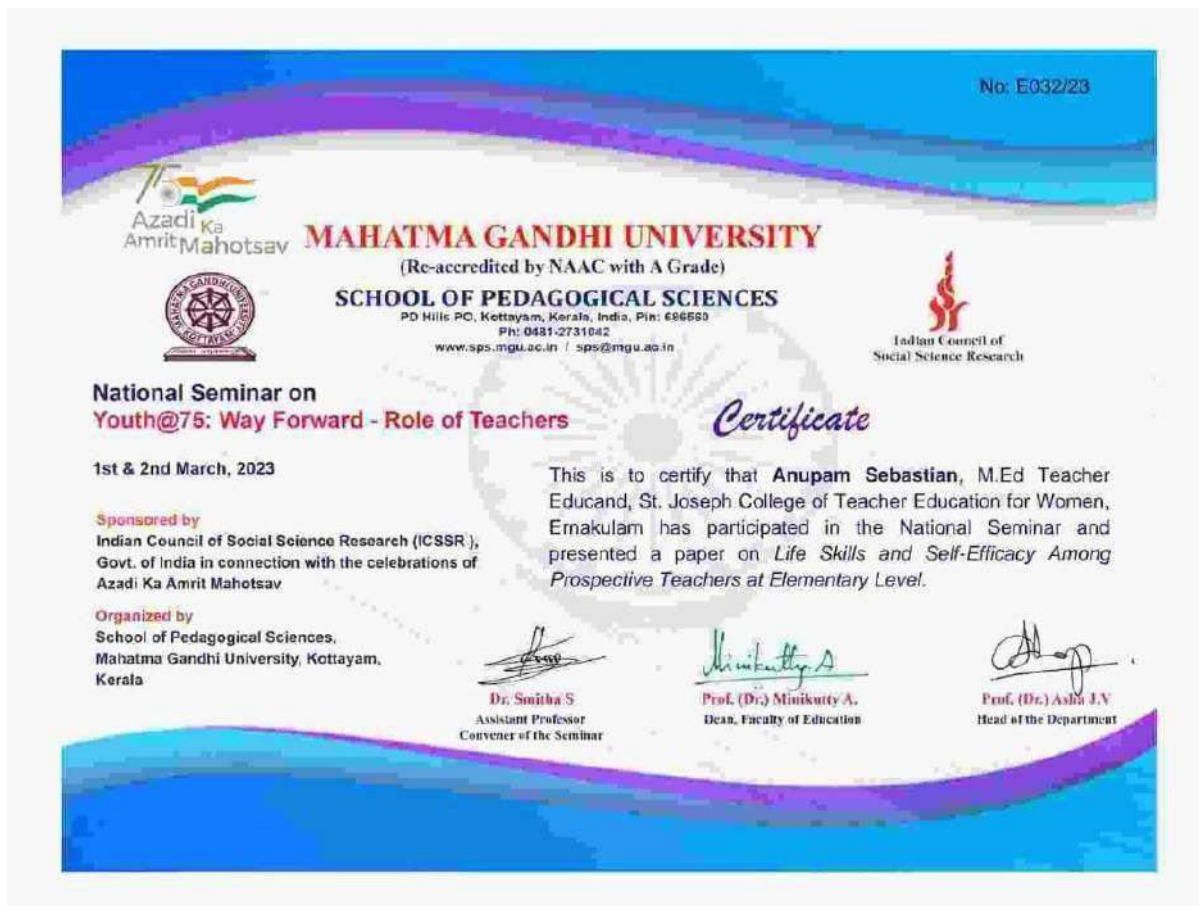 No: E032/23
75
Azadi Ka
Amrit Mahotsav
MAHATMA GANDHI UNIVERSITY
(Re-accredited by NAAC with A Grade)
SCHOOL OF PEDAGOGICAL SCIENCES
PD Hills PO, Kottayam, Kerala, India, Pin: 686560
Ph: 0481-2731042
www.sps.mgu.ac.in / sps@mgu.ac.in
MAHATMA GANDHI UNIVERSITY
KOTTAYAM
Indian Council of
Social Science Research
National Seminar on
Youth@75: Way Forward - Role of Teachers
1st & 2nd March, 2023
Sponsored by
Indian Council of Social Science Research (ICSSR ),
Govt. of India in connection with the celebrations of
Azadi Ka Amrit Mahotsav
Organized by
School of Pedagogical Sciences,
Mahatma Gandhi University, Kottayam,
Kerala
Certificate
This is to certify that Anupam Sebastian, M.Ed Teacher
Educand, St. Joseph College of Teacher Education for Women,
Ernakulam has participated in the National Seminar and
presented a paper on Life Skills and Self-Efficacy Among
Prospective Teachers at Elementary Level.
Dr. Smitha S
Assistant Professor
Convener of the Seminar
Minikutty A
Prof. (Dr.) Minikutty A.
Dean, Faculty of Education
Prof. (Dr.) Asha J.V
Head of the Department